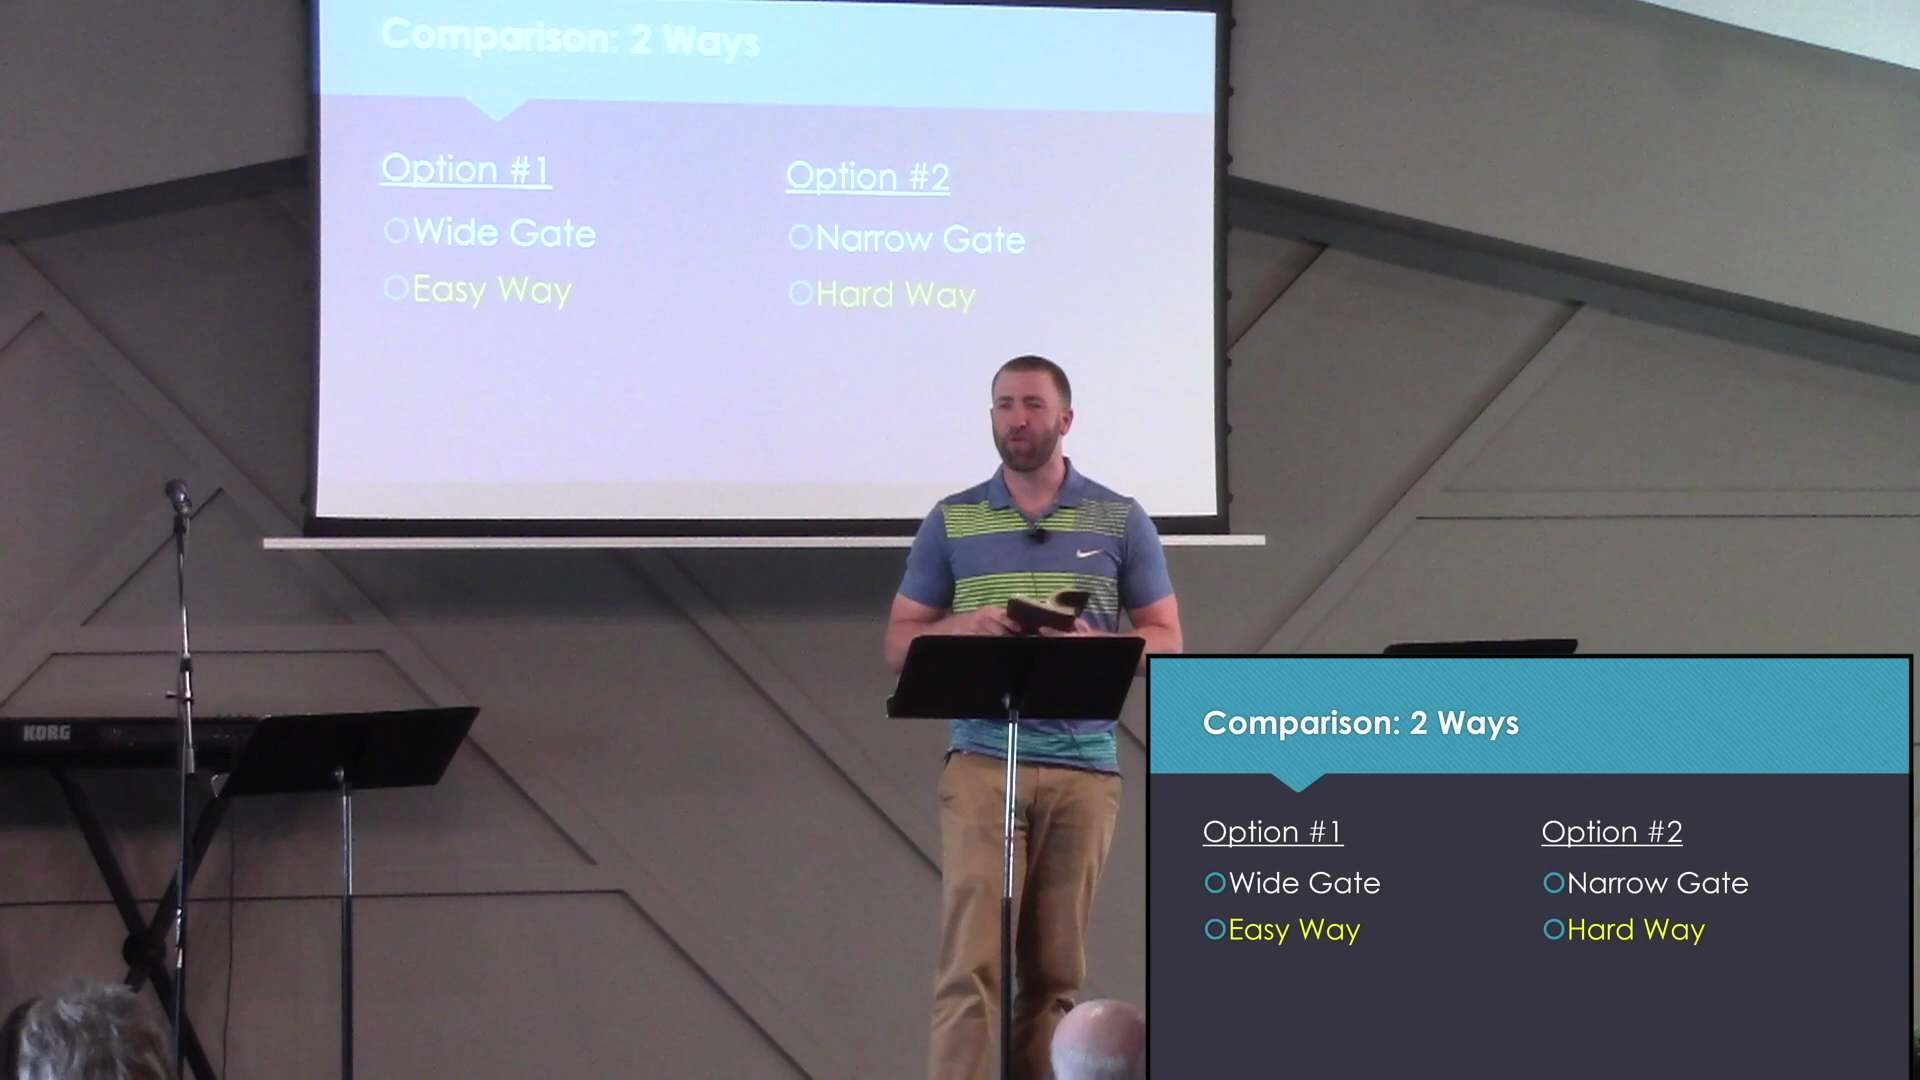 Comparison: 2 Ways
Option #1
Option #2
Wide Gate
Narrow Gate
Easy Way
Hard Way
KORG
Comparison: 2 Ways
Option #1
Option #2
Wide Gate
Narrow Gate
Easy Way
Hard Way